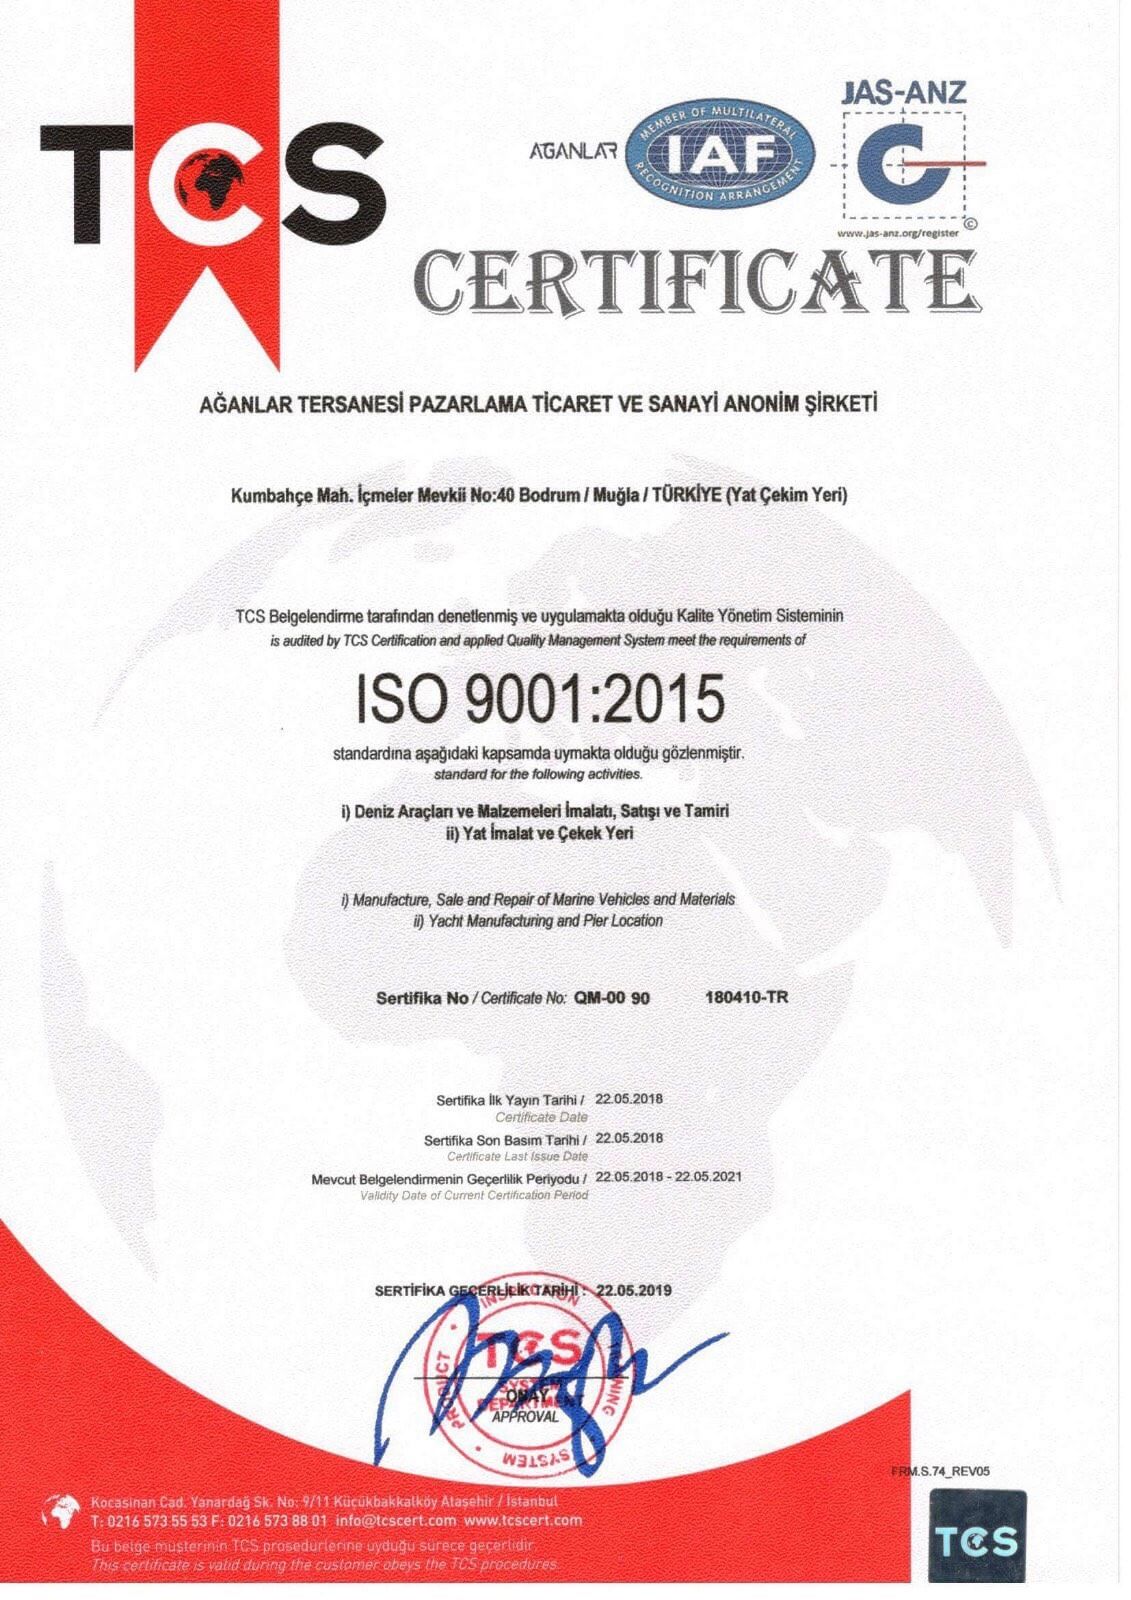 TCS
AĞANLAR
MEMBER OF MULTILATERAL
IAF
RECOGNITION ARRANGEMENT
JAS-ANZ
C
www.jas-anz.org/register ©
CERTIFICATE
AĞANLAR TERSANESİ PAZARLAMA TİCARET VE SANAYİ ANONİM ŞİRKETİ
Kumbahçe Mah. İçmeler Mevkii No:40 Bodrum / Muğla / TÜRKİYE (Yat Çekim Yeri)
TCS Belgelendirme tarafından denetlenmiş ve uygulamakta olduğu Kalite Yönetim Sisteminin
is audited by TCS Certification and applied Quality Management System meet the requirements of
ISO 9001:2015
standardına aşağıdaki kapsamda uymakta olduğu gözlenmiştir.
standard for the following activities.
i) Deniz Araçları ve Malzemeleri İmalatı, Satışı ve Tamiri
ii) Yat İmalat ve Çekek Yeri
i) Manufacture, Sale and Repair of Marine Vehicles and Materials
ii) Yacht Manufacturing and Pier Location
Sertifika No / Certificate No: QM-00 90 180410-TR
Sertifika İlk Yayın Tarihi / 22.05.2018
Certificate Date
Sertifika Son Basım Tarihi / 22.05.2018
Certificate Last Issue Date
Mevcut Belgelendirmenin Geçerlilik Periyodu / 22.05.2018 - 22.05.2021
Validity Date of Current Certification Period
SERTİFİKA GEÇERLİLİK TARİHİ : 22.05.2019
INSPECTION
TCS
PRODUCT
TRAINING
SYSTEM
DEPARTMENT
ONAY
APPROVAL
SYSTEM
FRM.S.74_REV05
Kocasinan Cad. Yanardağ Sk. No: 9/11 Küçükbakkalköy Ataşehir / İstanbul
T: 0216 573 55 53 F: 0216 573 88 01 info@tcscert.com www.tcscert.com
Bu belge müşterinin TCS prosedürlerine uyduğu sürece geçerlidir.
This certificate is valid during the customer obeys the TCS procedures.
TCS